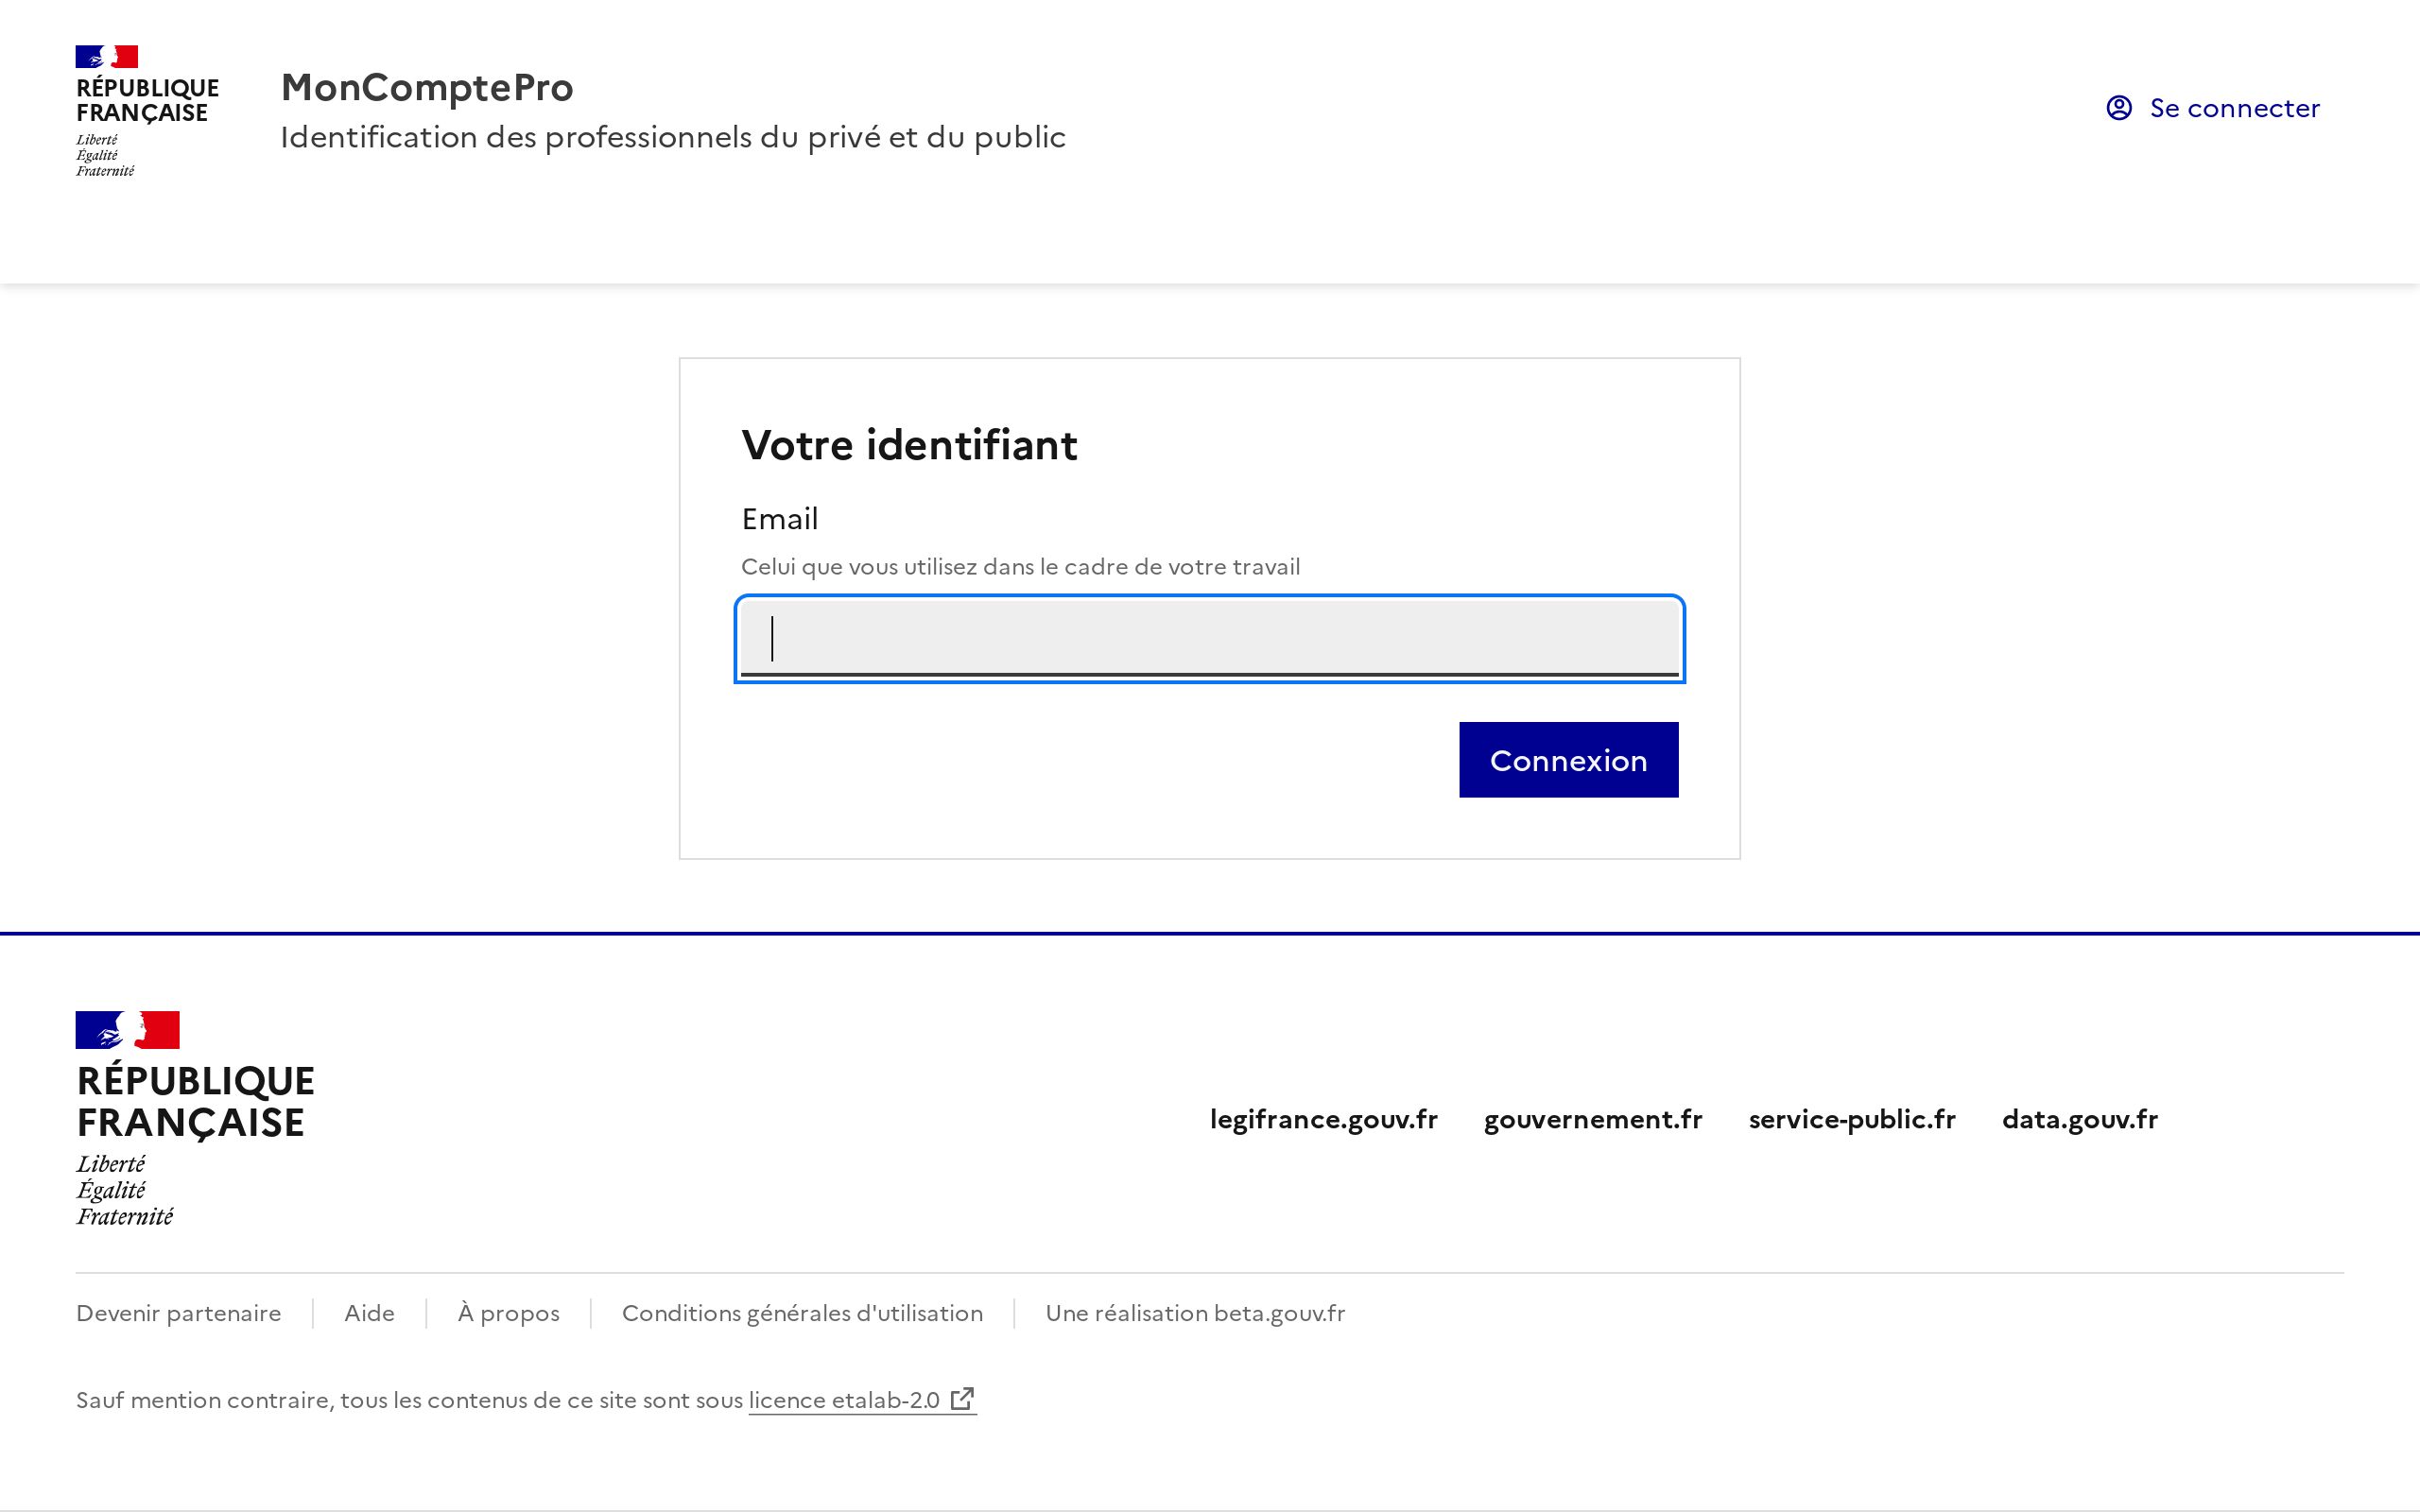 RÉPUBLIQUE
FRANÇAISE
Liberté
Égalité
Fraternité
MonComptePro
Identification des professionnels du privé et du public
Se connecter
Votre identifiant
Email
Celui que vous utilisez dans le cadre de votre travail
Connexion
RÉPUBLIQUE
FRANÇAISE
Liberté
Égalité
Fraternité
legifrance.gouv.fr gouvernement.fr service-public.fr data.gouv.fr
Devenir partenaire Aide À propos Conditions générales d'utilisation Une réalisation beta.gouv.fr
Sauf mention contraire, tous les contenus de ce site sont sous licence etalab-2.0